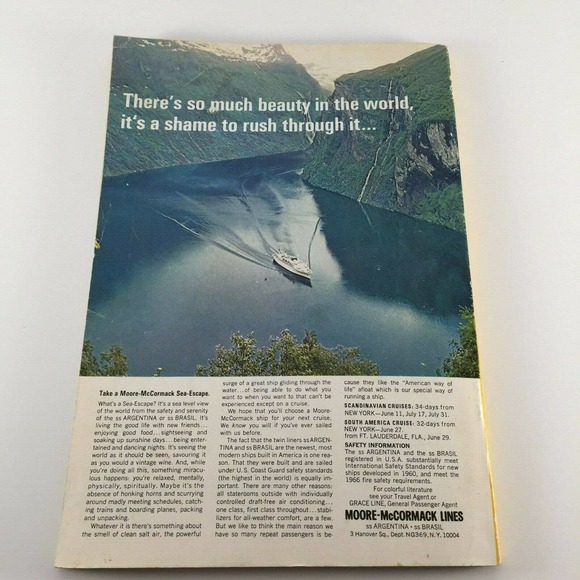 There's so much beauty in the world,
it's a shame to rush through it...
Take a Moore-McCormack Sea-Escape.
What's a Sea-Escape? It's a sea level view
of the world from the safety and serenity
of the ss ARGENTINA or ss BRASIL. It's
living the good life with new friends...
enjoying good food...sightseeing and
soaking up sunshine days...being enter-
tained and dancing nights. It's seeing the
world as it should be seen, savouring it
as you would a vintage wine. And, while
you're doing all this, something miracu-
lous happens: you're relaxed, mentally,
physically, spiritually. Maybe it's the
absence of honking horns and scurrying
around madly meeting schedules, catch-
ing trains and boarding planes, packing
and unpacking.
Whatever it is there's something about
the smell of clean salt air, the powerful
surge of a great ship gliding through the
water...of being able to do what you
want to when you want to that can't be
experienced except on a cruise.
We hope that you'll choose a Moore-
McCormack ship for your next cruise.
We know you will if you've ever sailed
with us before.
The fact that the twin liners ss ARGEN-
TINA and ss BRASIL are the newest, most
modern ships built in America is one rea-
son. That they were built and are sailed
under U.S. Coast Guard safety standards
(the highest in the world) is equally im-
portant. There are many other reasons:
all staterooms outside with individually
controlled draft-free air conditioning...
one class, first class throughout...stabi-
lizers for all-weather comfort, are a few.
But we like to think the main reason we
have so many repeat passengers is be-
cause they like the "American way of
life" afloat which is our special way of
running a ship.
SCANDINAVIAN CRUISES: 34-days from
NEW YORK—June 11, July 17, July 31.
SOUTH AMERICA CRUISE: 32-days from
NEW YORK—June 27.
from FT. LAUDERDALE, FLA., June 29.
SAFETY INFORMATION
The ss ARGENTINA and the ss BRASIL
registered in U.S.A. substantially meet
International Safety Standards for new ships
developed in 1960, and meet the
1966 fire safety requirements.
For colorful literature
see your Travel Agent or
GRACE LINE, General Passenger Agent
MOORE-McCORMACK LINES
ss ARGENTINA • ss BRASIL
3 Hanover Sq., Dept. NG369, N.Y. 10004